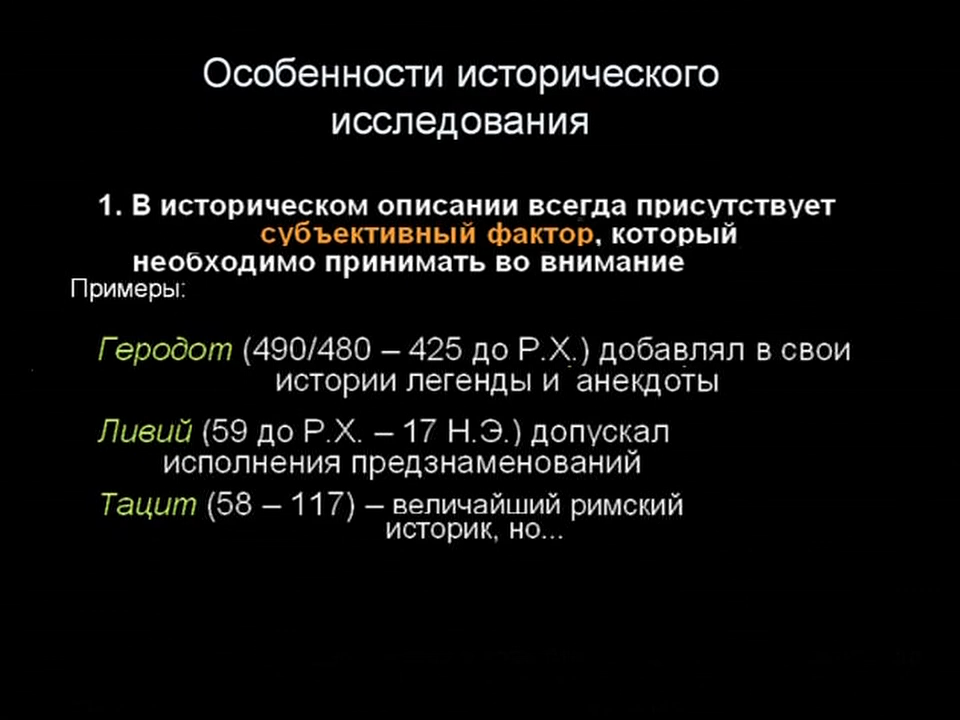 Особенности исторического
исследования
1. В историческом описании всегда присутствует
субъективный фактор, который
необходимо принимать во внимание
Примеры:
Геродот (490/480 – 425 до Р.Х.) добавлял в свои
истории легенды и анекдоты
Ливий (59 до Р.Х. – 17 Н.Э.) допускал
исполнения предзнаменований
Тацит (58 – 117) – величайший римский
историк, но...